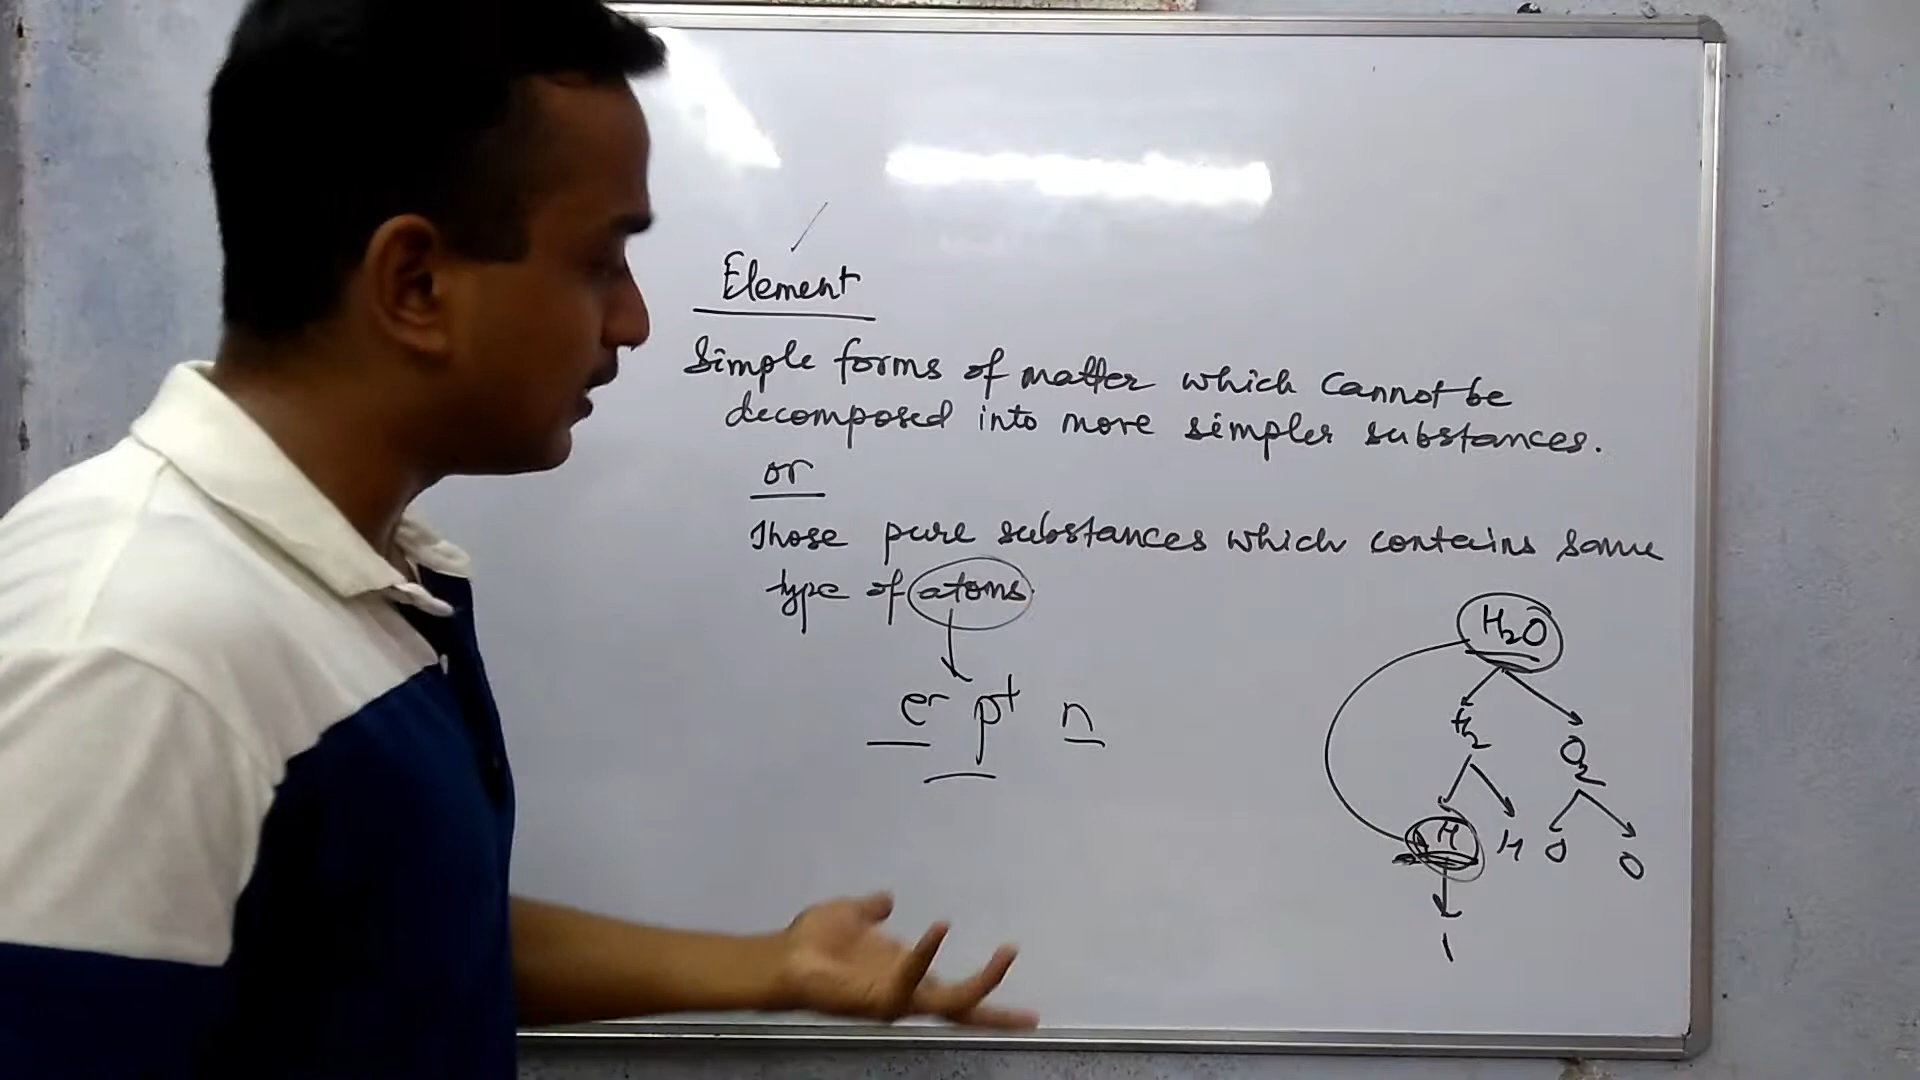 Element
Simple forms of matter which cannot be
decomposed into more simpler substances.
or
Those pure substances which contains same
type of atoms.
e- p+ n
H2O
H2 O2
H H O O
1